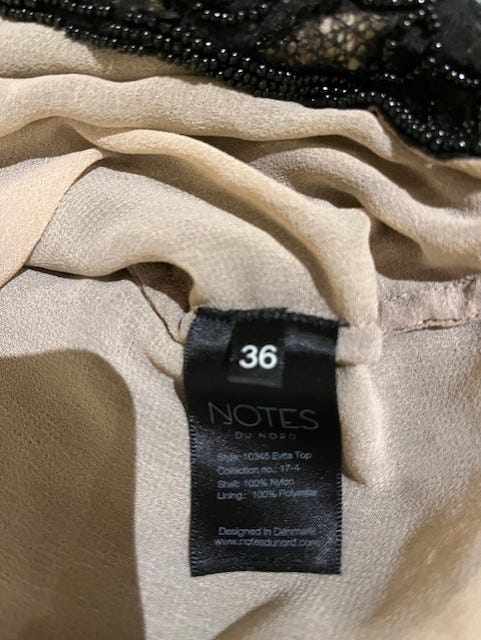 36
NOTES
DU NORD
Style: 10345 Evita Top
Collection no.: 17-4
Shell: 100% Nylon
Lining: 100% Polyester
Designed in Denmark
www.notesdunord.com